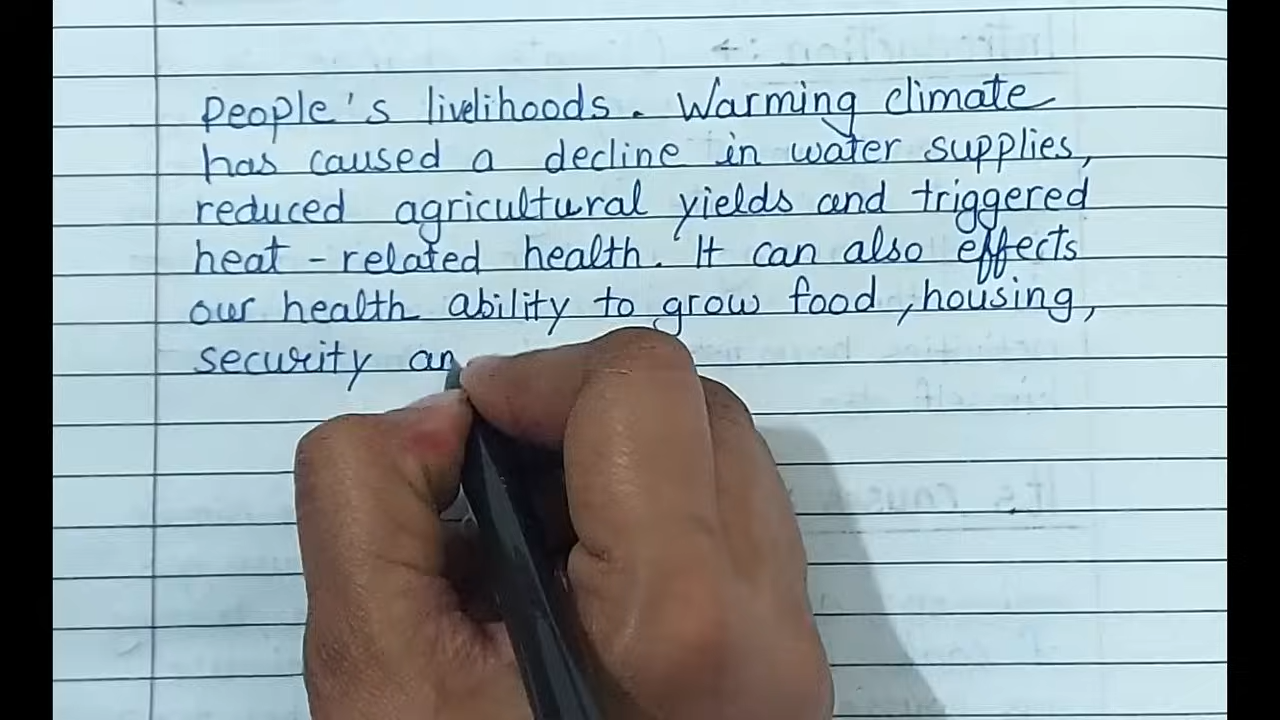 People's livelihoods. Warming climate
has caused a decline in water supplies,
reduced agricultural yields and triggered
heat-related health. It can also effects
our health ability to grow food, housing,
security an